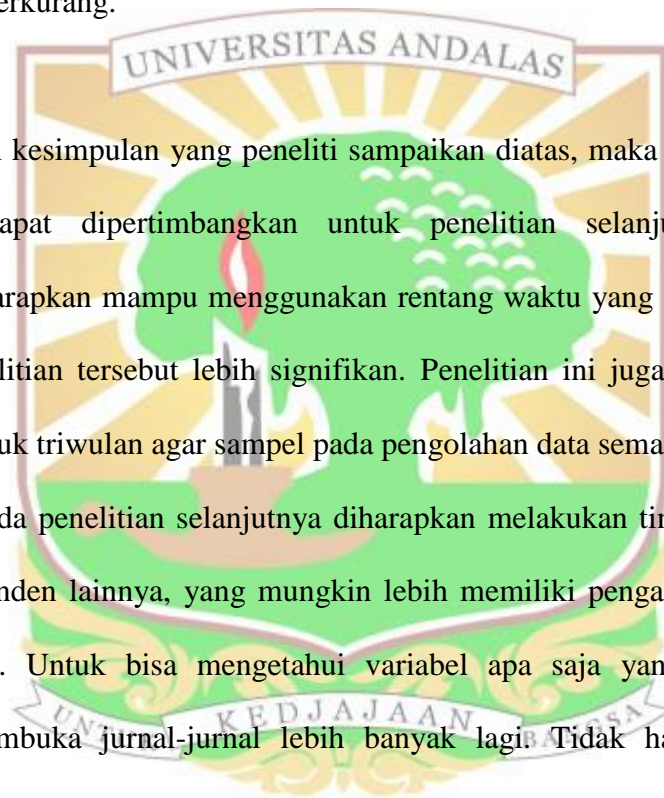 erkurang.
UNIVERSITAS ANDALAS
kesimpulan yang peneliti sampaikan diatas, maka
apat dipertimbangkan untuk penelitian selanju
arapkan mampu menggunakan rentang waktu yang
litian tersebut lebih signifikan. Penelitian ini juga
uk triwulan agar sampel pada pengolahan data sema
da penelitian selanjutnya diharapkan melakukan tin
nden lainnya, yang mungkin lebih memiliki penga
. Untuk bisa mengetahui variabel apa saja yan
KEDJAJAAN BANGSA
mbuka jurnal-jurnal lebih banyak lagi. Tidak ha